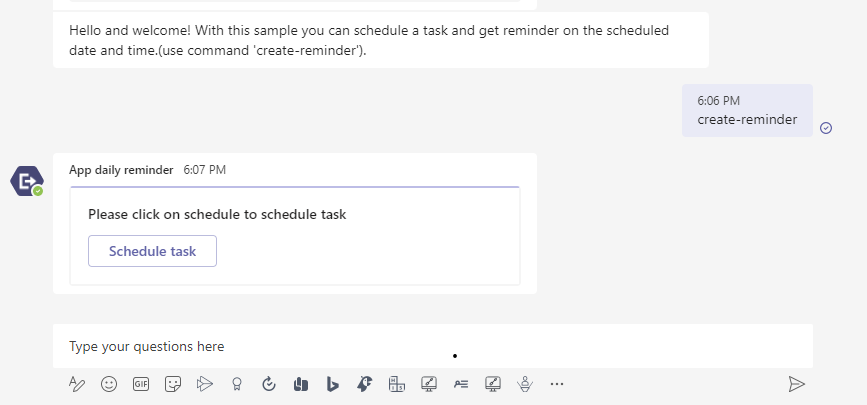 Hello and welcome! With this sample you can schedule a task and get reminder on the scheduled
date and time.(use command 'create-reminder').
6:06 PM
create-reminder
App daily reminder 6:07 PM
Please click on schedule to schedule task
Schedule task
Type your questions here
GIF